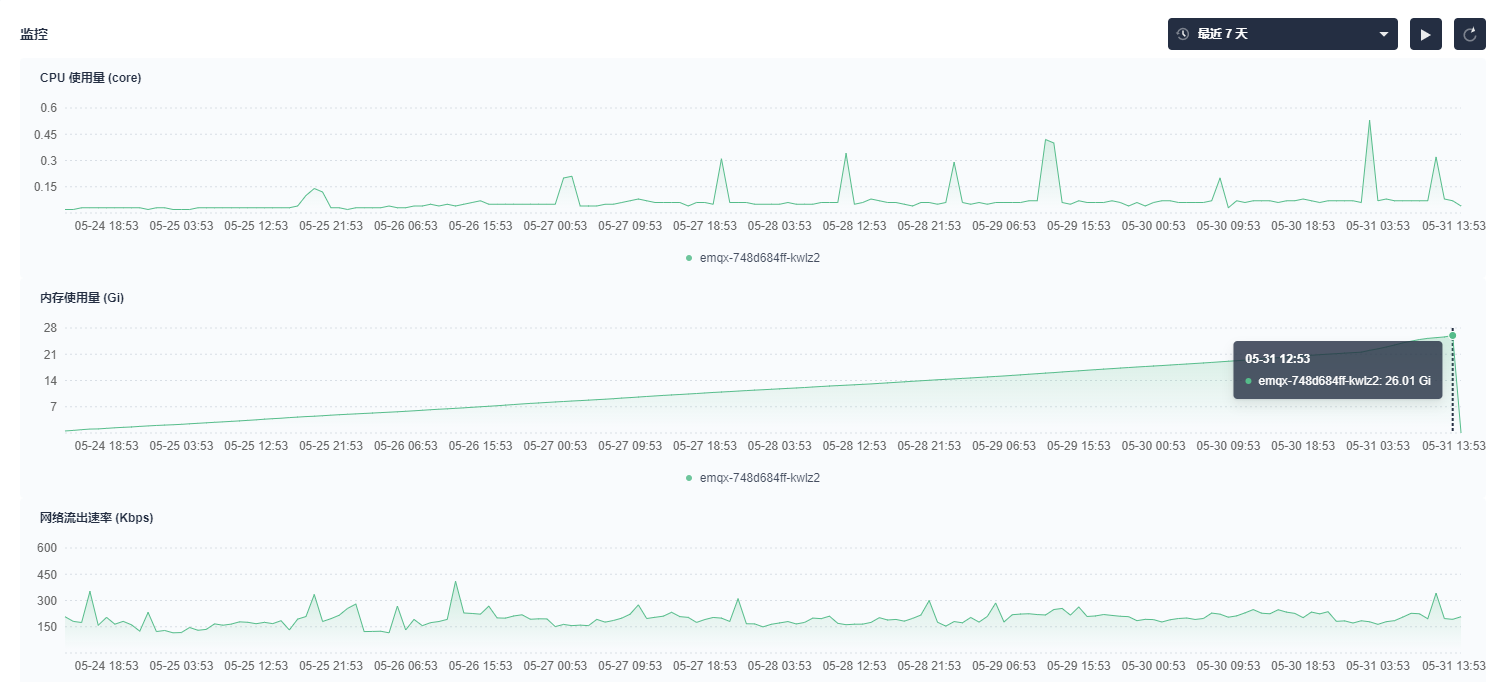 监控
最近 7 天
CPU 使用量 (core)
0.6
0.45
0.3
0.15
05-24 18:53 05-25 03:53 05-25 12:53 05-25 21:53 05-26 06:53 05-26 15:53 05-27 00:53 05-27 09:53 05-27 18:53 05-28 03:53 05-28 12:53 05-28 21:53 05-29 06:53 05-29 15:53 05-30 00:53 05-30 09:53 05-30 18:53 05-31 03:53 05-31 13:53
emqx-748d684ff-kwlz2
内存使用量 (Gi)
28
21
14
7
05-31 12:53
emqx-748d684ff-kwlz2: 26.01 Gi
05-24 18:53 05-25 03:53 05-25 12:53 05-25 21:53 05-26 06:53 05-26 15:53 05-27 00:53 05-27 09:53 05-27 18:53 05-28 03:53 05-28 12:53 05-28 21:53 05-29 06:53 05-29 15:53 05-30 00:53 05-30 09:53 05-30 18:53 05-31 03:53 05-31 13:53
emqx-748d684ff-kwlz2
网络流出速率 (Kbps)
600
450
300
150
05-24 18:53 05-25 03:53 05-25 12:53 05-25 21:53 05-26 06:53 05-26 15:53 05-27 00:53 05-27 09:53 05-27 18:53 05-28 03:53 05-28 12:53 05-28 21:53 05-29 06:53 05-29 15:53 05-30 00:53 05-30 09:53 05-30 18:53 05-31 03:53 05-31 13:53